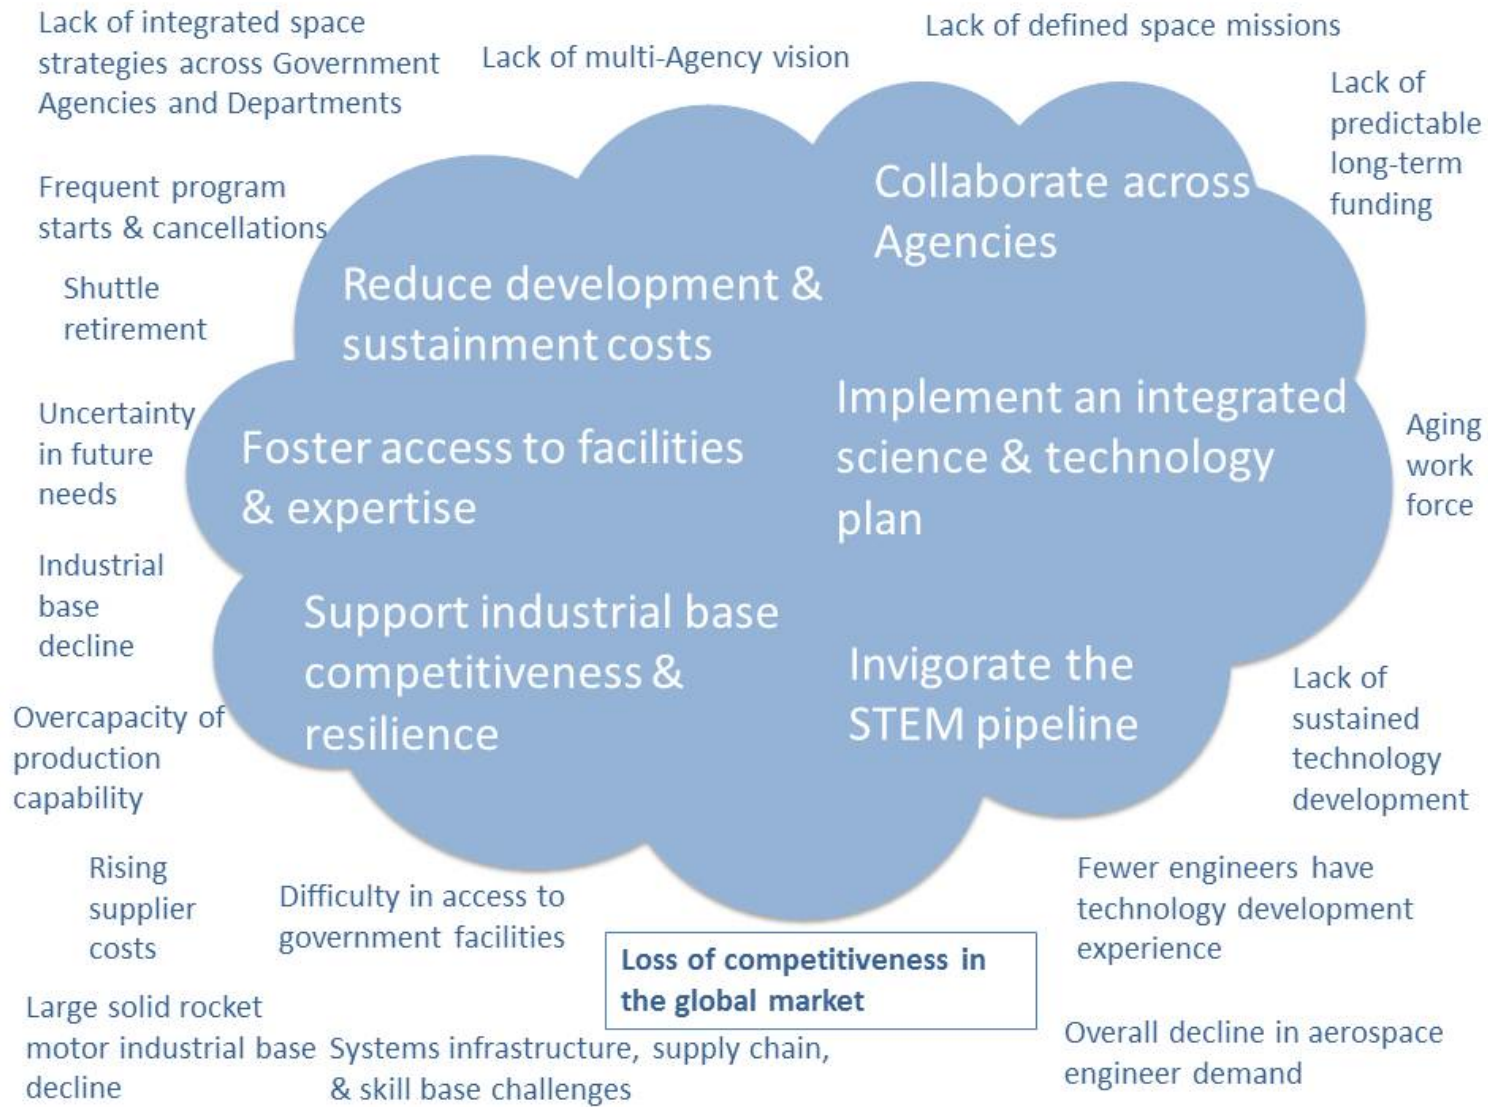 Lack of integrated space
strategies across Government
Agencies and Departments
Lack of multi-Agency vision
Lack of defined space missions
Lack of
predictable
long-term
funding
Frequent program
starts & cancellations
Shuttle
retirement
Uncertainty
in future
needs
Industrial
base
decline
Overcapacity of
production
capability
Collaborate across
Agencies
Reduce development &
sustainment costs
Implement an integrated
science & technology
plan
Foster access to facilities
& expertise
Support industrial base
competitiveness &
resilience
Invigorate the
STEM pipeline
Aging
work
force
Lack of
sustained
technology
development
Rising
supplier
costs
Difficulty in access to
government facilities
Loss of competitiveness in
the global market
Fewer engineers have
technology development
experience
Large solid rocket
motor industrial base
decline
Systems infrastructure, supply chain,
& skill base challenges
Overall decline in aerospace
engineer demand